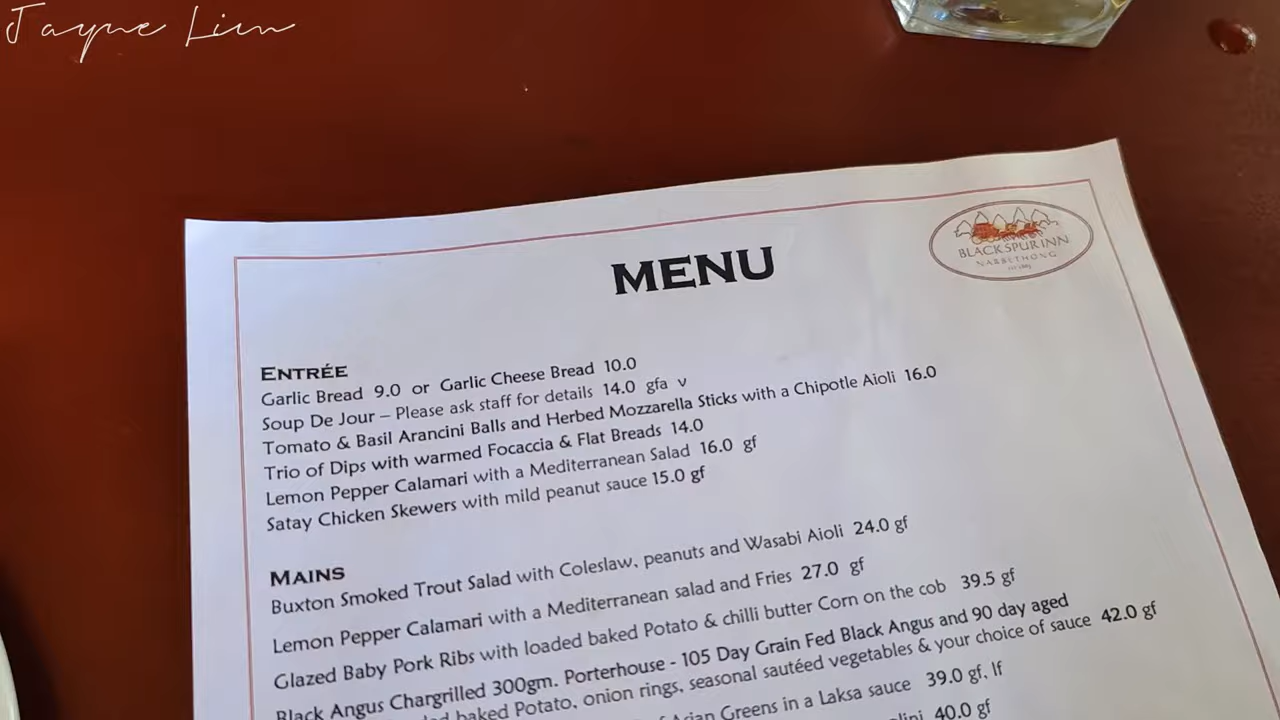 Jayne Lim
MENU
BLACK SPUR INN
NARBETHONG
ENTRÉE
Garlic Bread 9.0 or Garlic Cheese Bread 10.0
Soup De Jour – Please ask staff for details 14.0 gfa v
Tomato & Basil Arancini Balls and Herbed Mozzarella Sticks with a Chipotle Aioli 16.0
Trio of Dips with warmed Focaccia & Flat Breads 14.0
Lemon Pepper Calamari with a Mediterranean Salad 16.0 gf
Satay Chicken Skewers with mild peanut sauce 15.0 gf
MAINS
Buxton Smoked Trout Salad with Coleslaw, peanuts and Wasabi Aioli 24.0 gf
Lemon Pepper Calamari with a Mediterranean salad and Fries 27.0 gf
Glazed Baby Pork Ribs with loaded baked Potato & chilli butter Corn on the cob 39.5 gf
Black Angus Chargrilled 300gm. Porterhouse - 105 Day Grain Fed Black Angus and 90 day aged
baked Potato, onion rings, seasonal sautéed vegetables & your choice of sauce 42.0 gf
Asian Greens in a Laksa sauce 39.0 gf, lf
40.0 gf